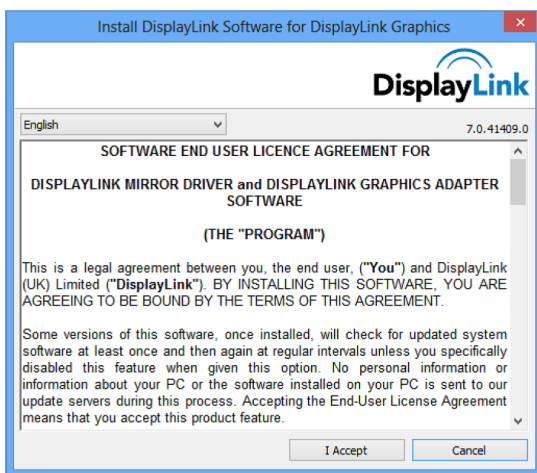 Install DisplayLink Software for DisplayLink Graphics
DisplayLink
English
7.0.41409.0
SOFTWARE END USER LICENCE AGREEMENT FOR
DISPLAYLINK MIRROR DRIVER and DISPLAYLINK GRAPHICS ADAPTER
SOFTWARE
(THE "PROGRAM")
This is a legal agreement between you, the end user, ("You") and DisplayLink
(UK) Limited ("DisplayLink"). BY INSTALLING THIS SOFTWARE, YOU ARE
AGREEING TO BE BOUND BY THE TERMS OF THIS AGREEMENT.
Some versions of this software, once installed, will check for updated system
software at least once and then again at regular intervals unless you specifically
disabled this feature when given this option. No personal information or
information about your PC or the software installed on your PC is sent to our
update servers during this process. Accepting the End-User License Agreement
means that you accept this product feature.
I Accept
Cancel